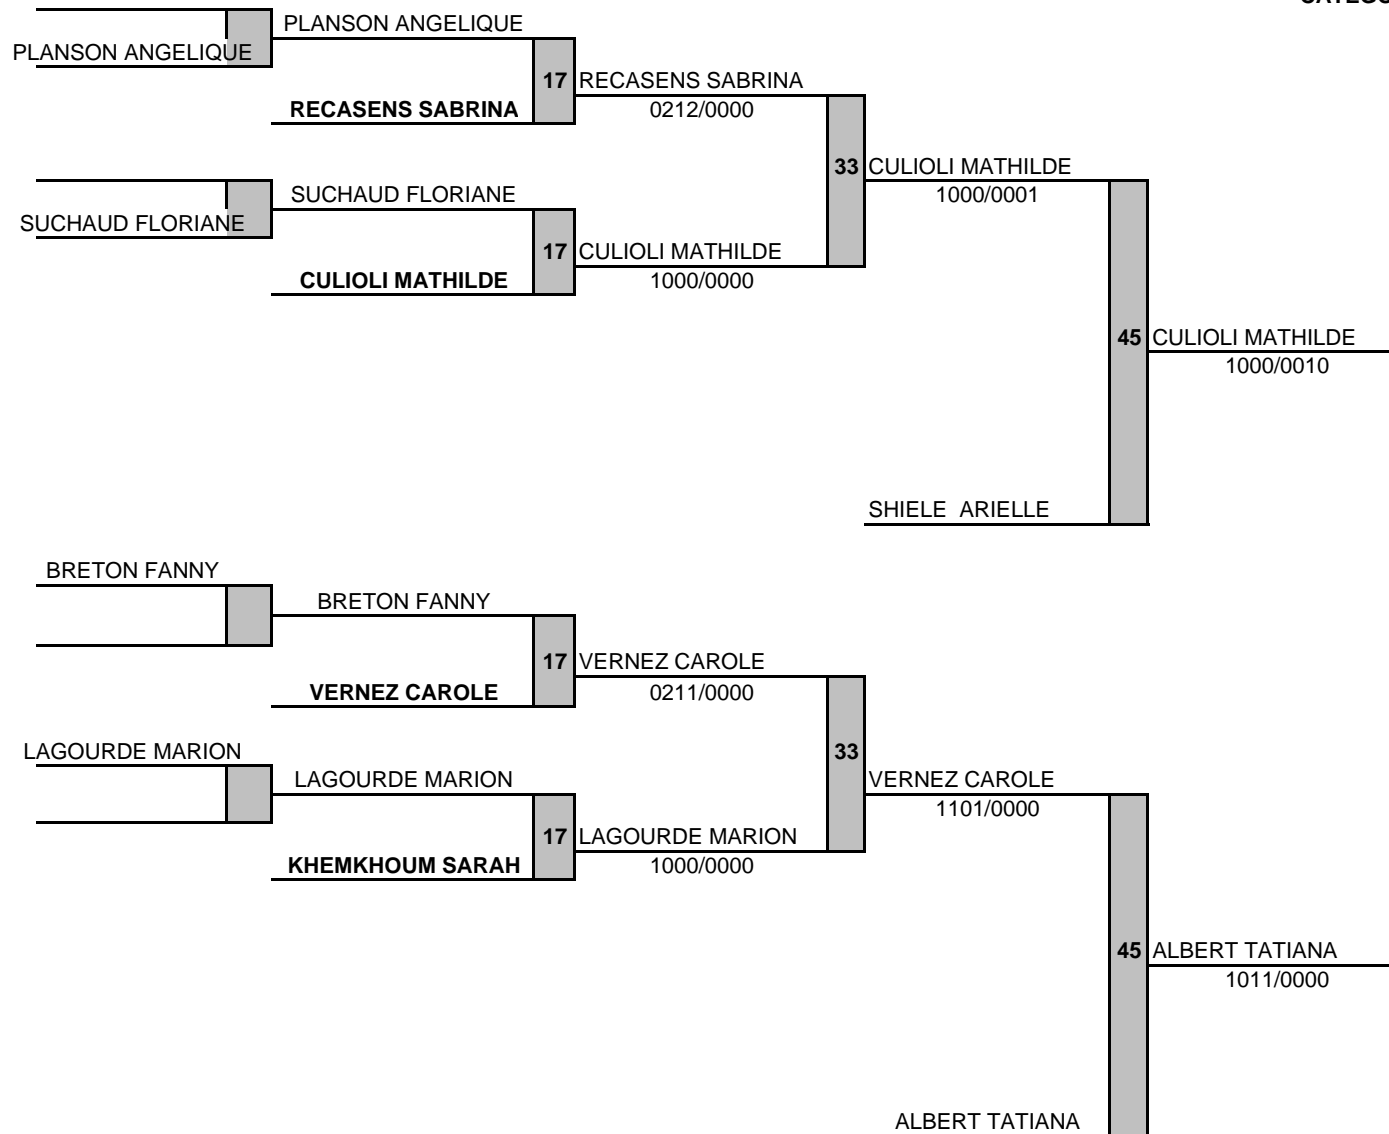 PLANSON ANGELIQUE
PLANSON ANGELIQUE
17 RECASENS SABRINA
RECASENS SABRINA
0212/0000
33 CULIOLI MATHILDE
1000/0001
SUCHAUD FLORIANE
SUCHAUD FLORIANE
17 CULIOLI MATHILDE
CULIOLI MATHILDE
1000/0000
45 CULIOLI MATHILDE
1000/0010
SHIELE ARIELLE
BRETON FANNY
BRETON FANNY
17 VERNEZ CAROLE
VERNEZ CAROLE
0211/0000
LAGOURDE MARION
33
LAGOURDE MARION
VERNEZ CAROLE
1101/0000
17 LAGOURDE MARION
KHEMKHOUM SARAH
1000/0000
45 ALBERT TATIANA
1011/0000
ALBERT TATIANA